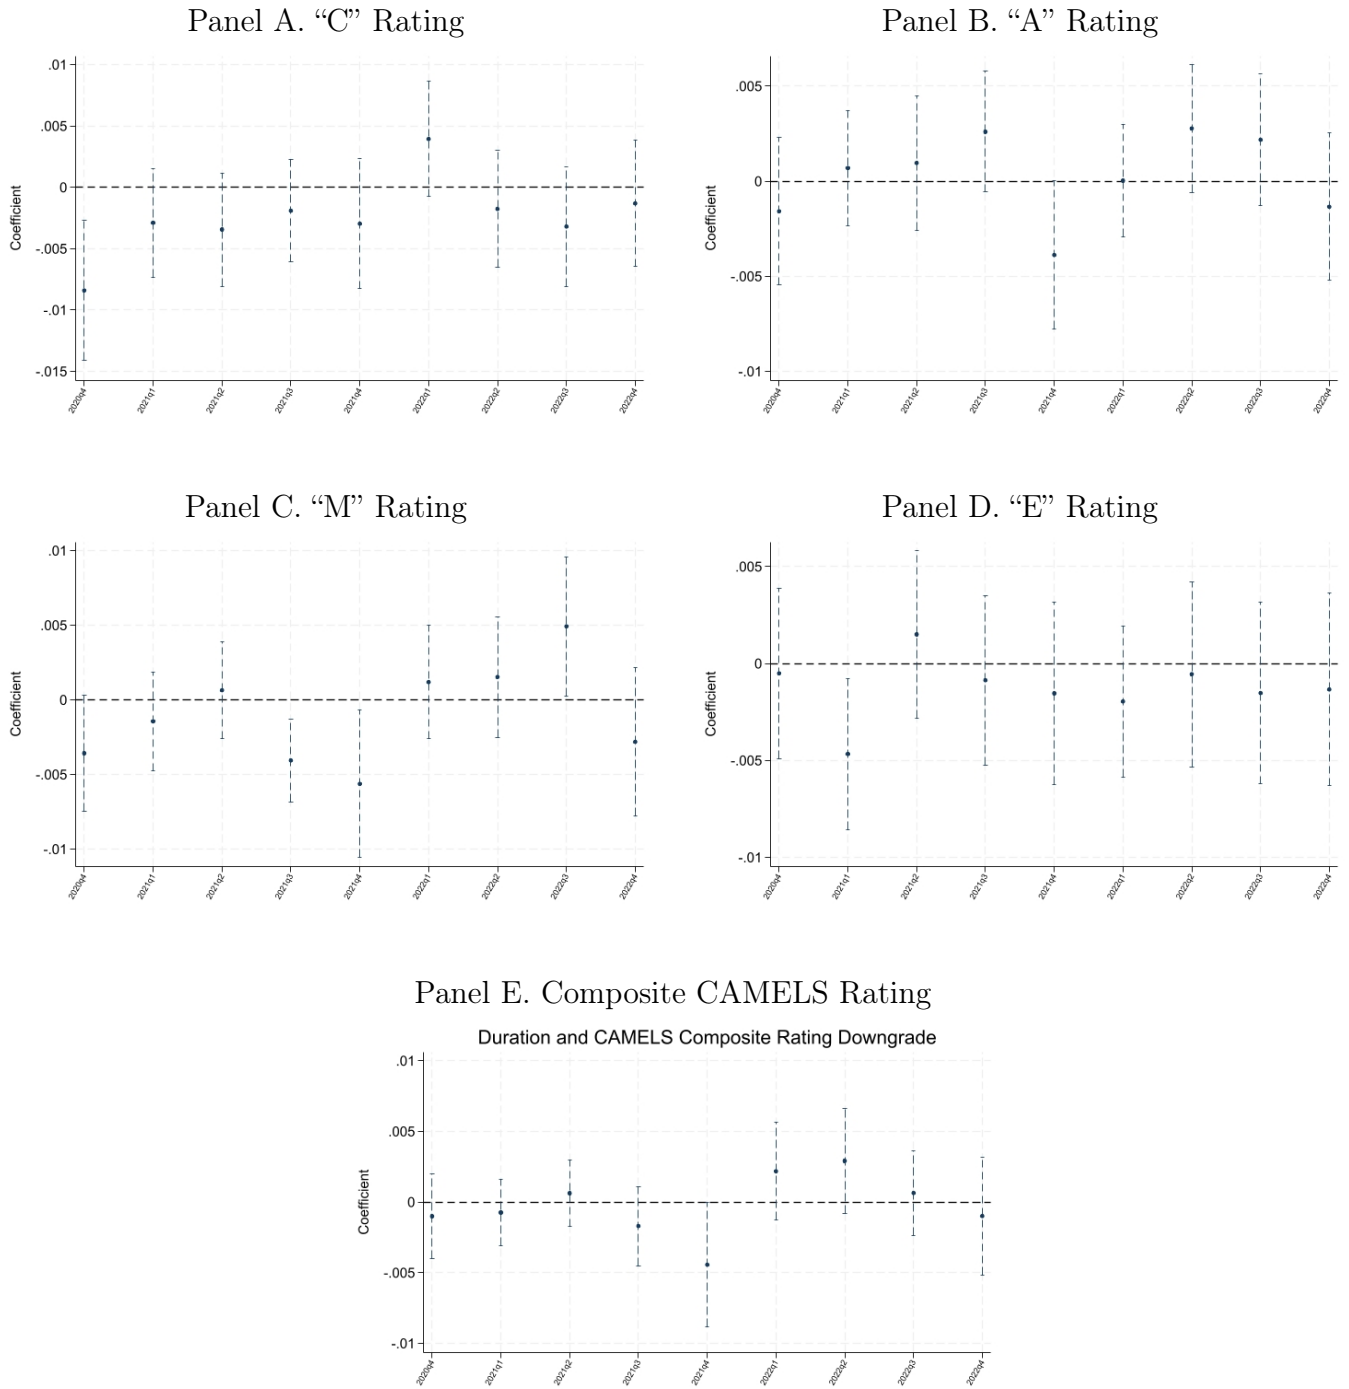 Panel A. “C” Rating
.01
.005
0
-.005
-.01
-.015
Coefficient
2020q4
2021q1
2021q2
2021q3
2021q4
2022q1
2022q2
2022q3
2022q4
Panel B. “A” Rating
.005
0
-.005
-.01
Coefficient
2020q4
2021q1
2021q2
2021q3
2021q4
2022q1
2022q2
2022q3
2022q4
Panel C. “M” Rating
.01
.005
0
-.005
-.01
Coefficient
2020q4
2021q1
2021q2
2021q3
2021q4
2022q1
2022q2
2022q3
2022q4
Panel D. “E” Rating
.005
0
-.005
-.01
Coefficient
2020q4
2021q1
2021q2
2021q3
2021q4
2022q1
2022q2
2022q3
2022q4
Panel E. Composite CAMELS Rating
Duration and CAMELS Composite Rating Downgrade
.01
.005
0
-.005
-.01
Coefficient
2020q4
2021q1
2021q2
2021q3
2021q4
2022q1
2022q2
2022q3
2022q4